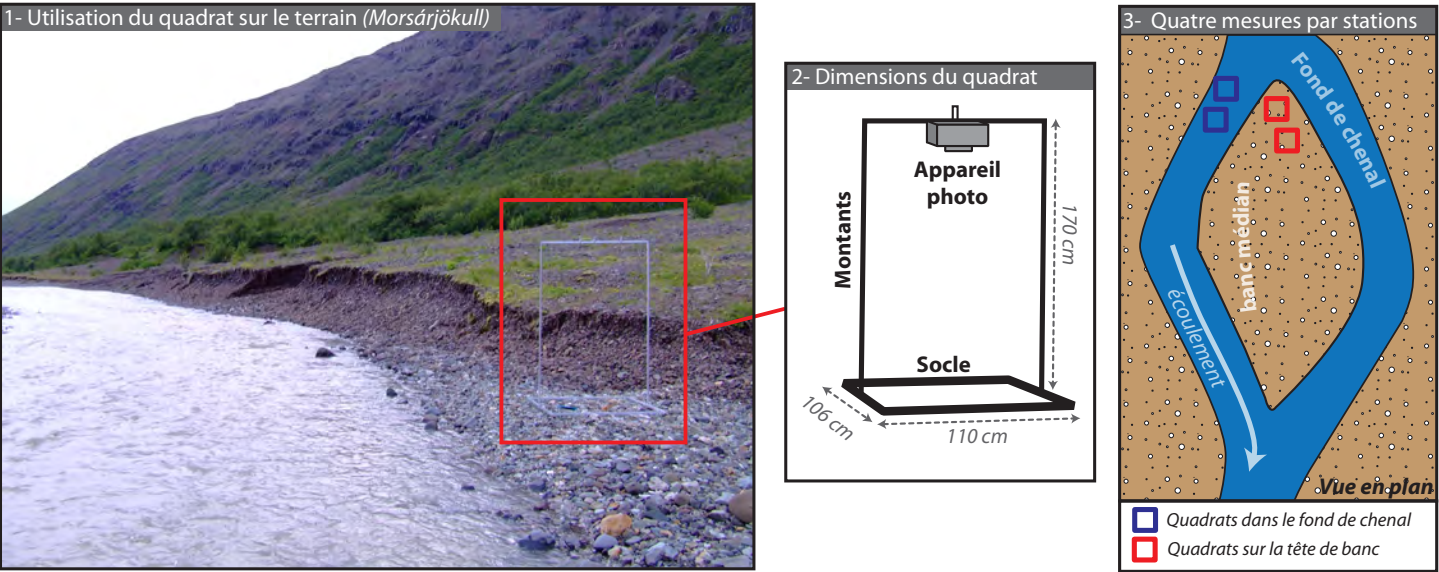 1- Utilisation du quadrat sur le terrain (Morsárjökull)
2- Dimensions du quadrat
Appareil
photo
Montants
170 cm
Socle
106 cm
110 cm
3- Quatre mesures par stations
Fond de chenal
banc médian
écoulement
Vue en plan
Quadrats dans le fond de chenal
Quadrats sur la tête de banc